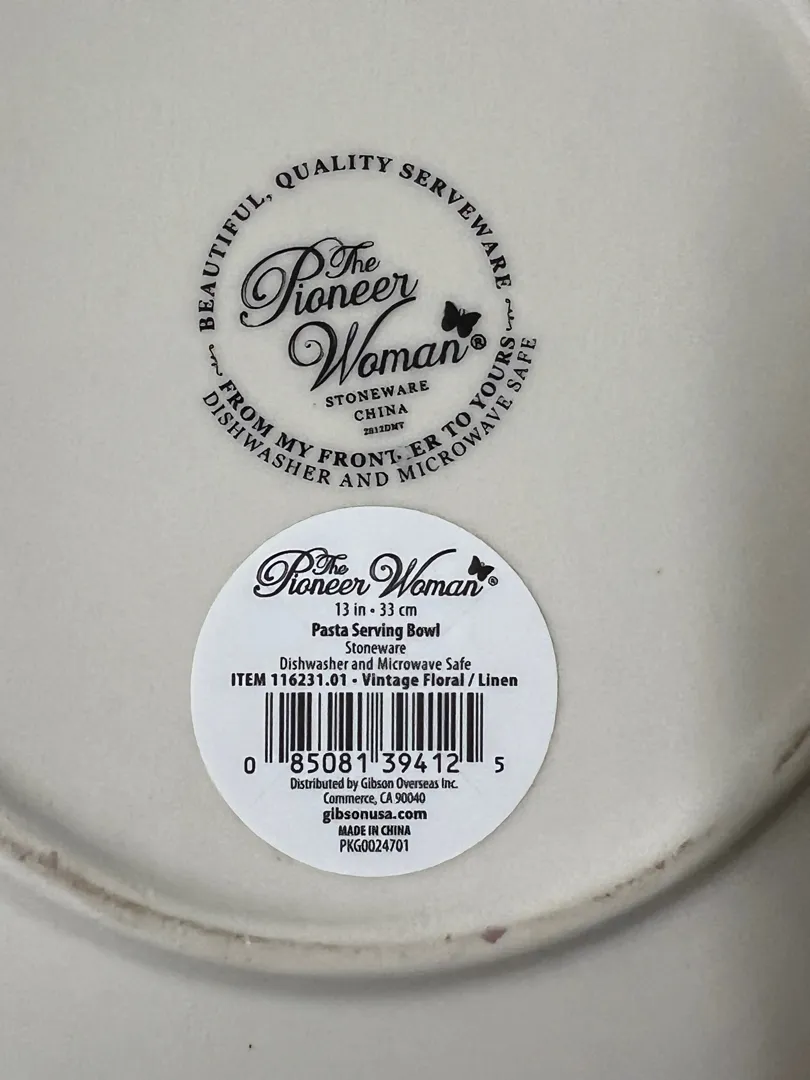 BEAUTIFUL, QUALITY SERVEWARE
The
Pioneer
Woman®
STONEWARE
CHINA
FROM MY FRONT ER TO YOURS
DISHWASHER AND MICROWAVE SAFE
The
Pioneer Woman®
13 in • 33 cm
Pasta Serving Bowl
Stoneware
Dishwasher and Microwave Safe
ITEM 116231.01 • Vintage Floral / Linen
0 85081 39412 5
Distributed by Gibson Overseas Inc.
Commerce, CA 90040
gibsonusa.com
MADE IN CHINA
PKG0024701